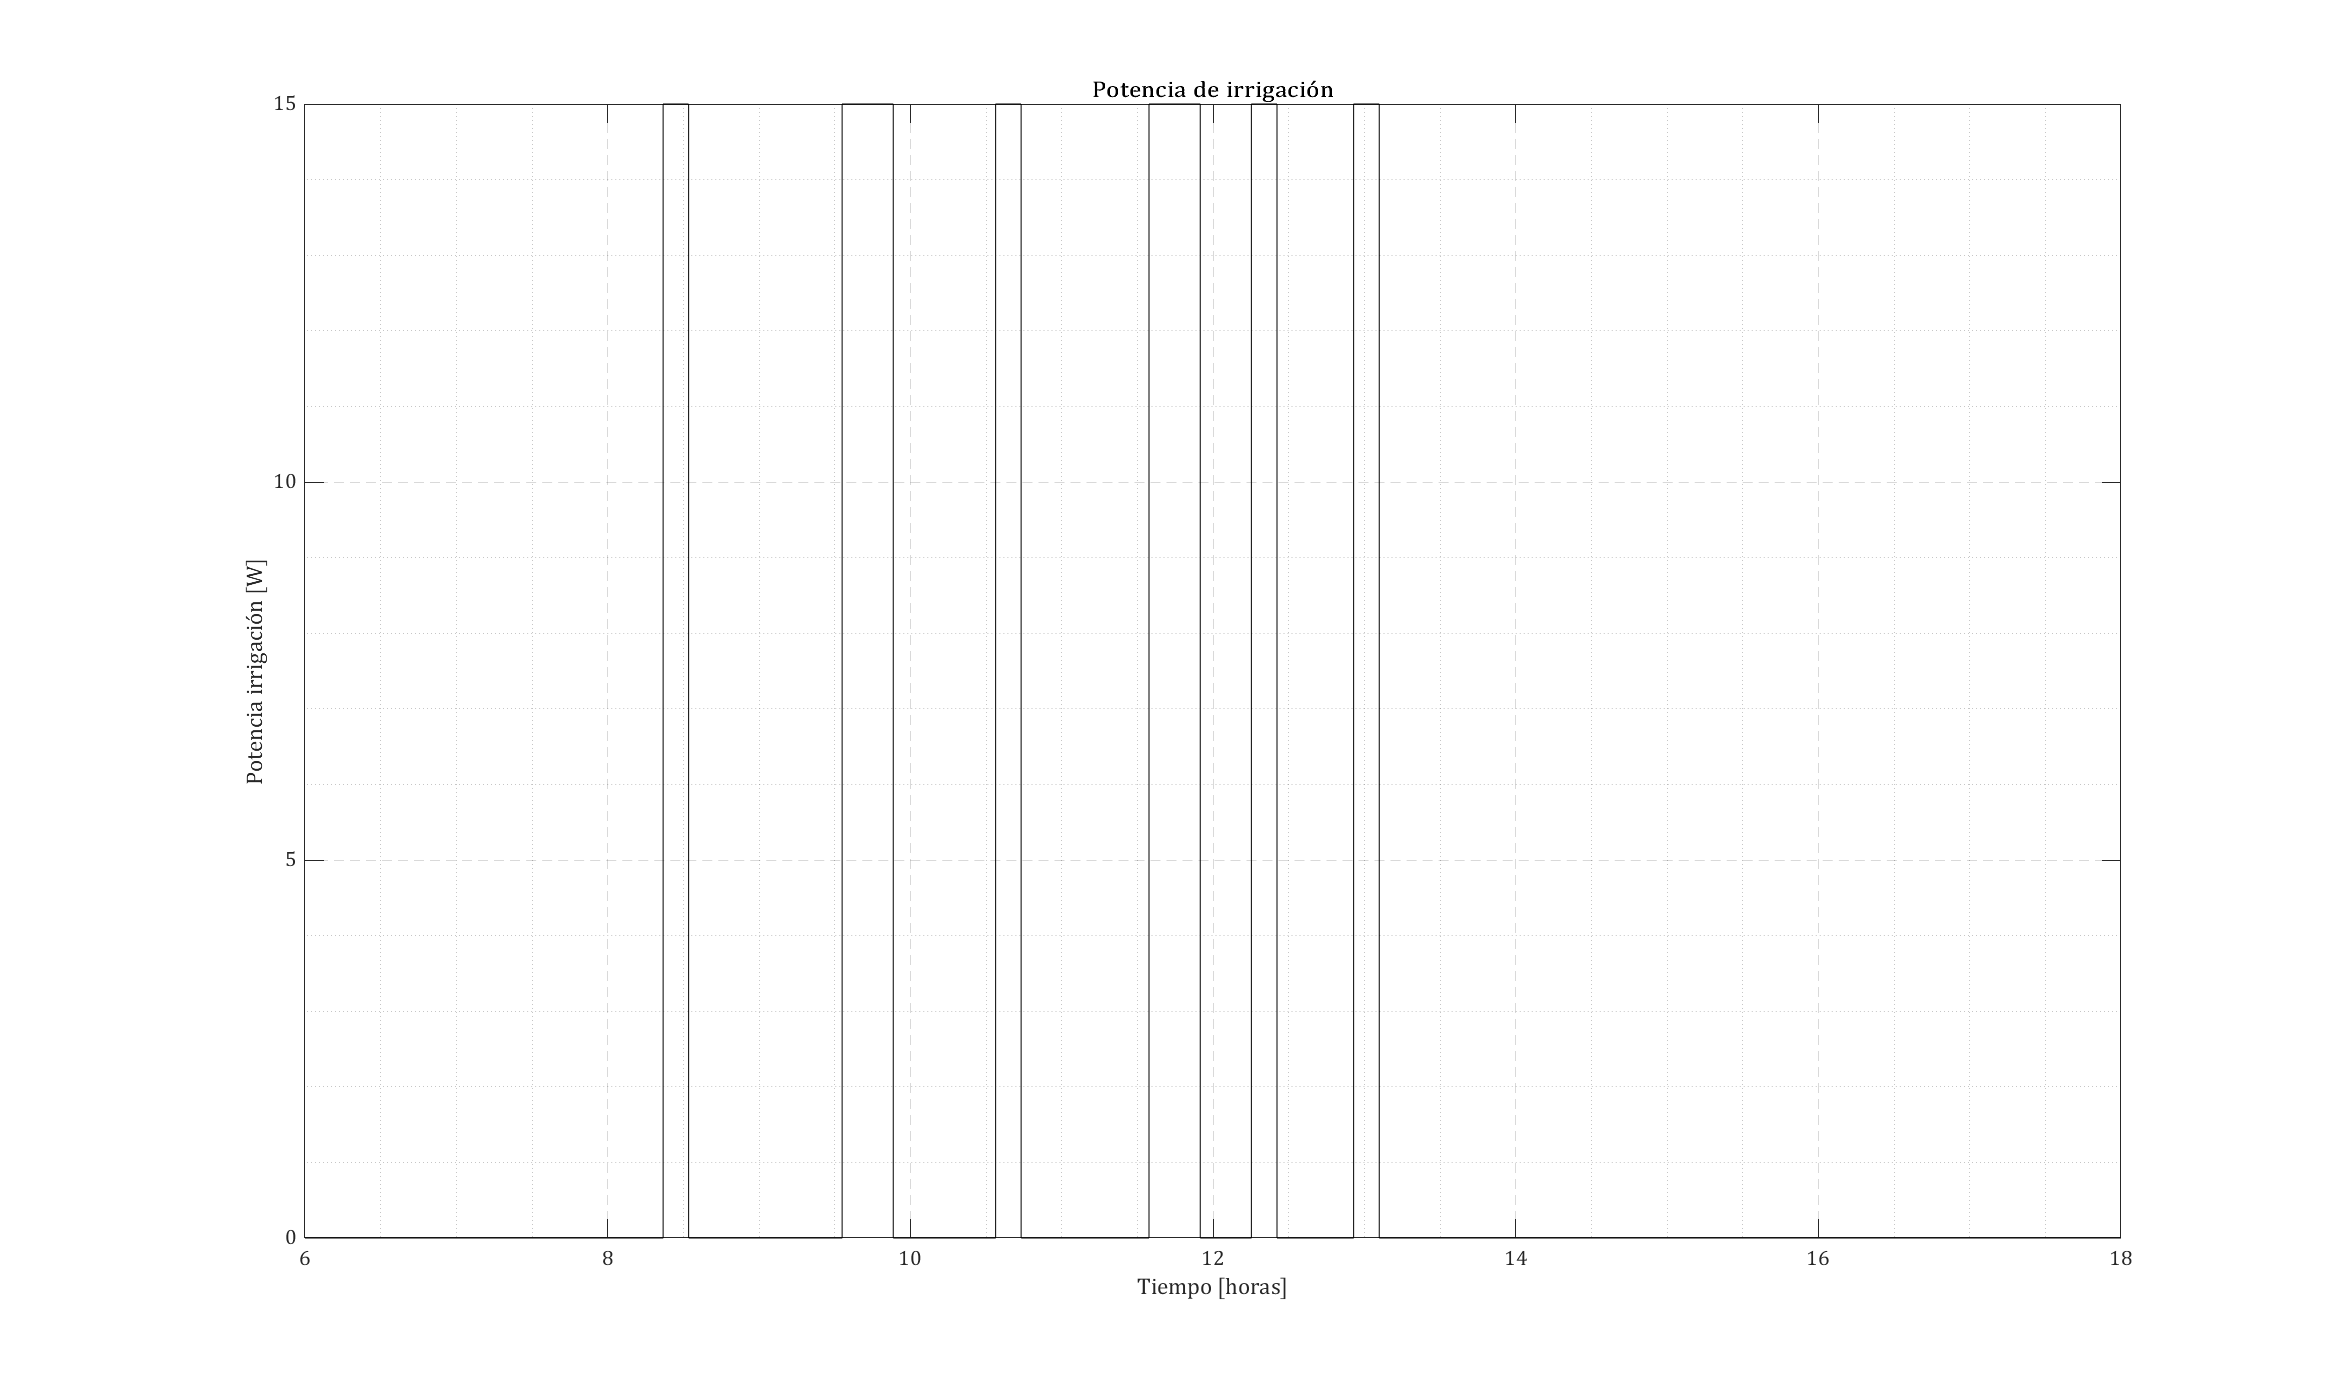 Potencia de irrigación
15
10
5
0
Potencia irrigación [W]
6 8 10 12 14 16 18
Tiempo [horas]